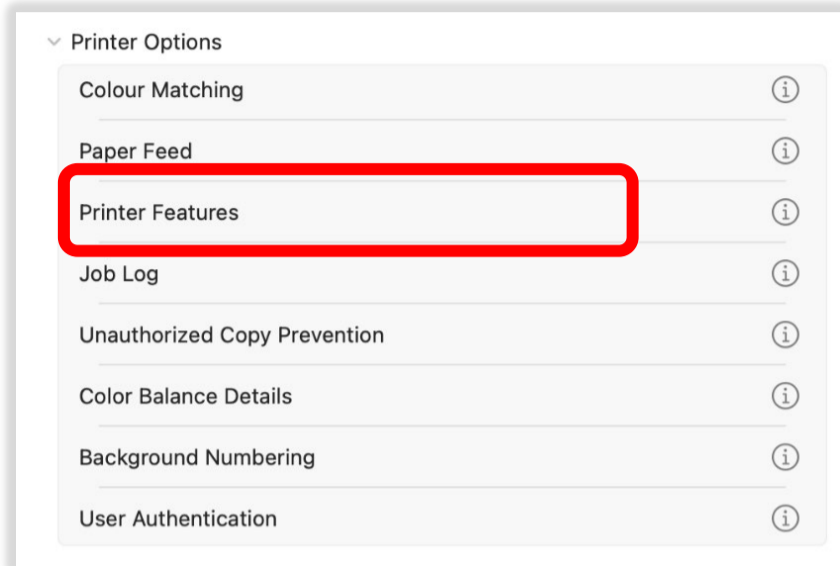 Printer Options
Colour Matching
Paper Feed
Printer Features
Job Log
Unauthorized Copy Prevention
Color Balance Details
Background Numbering
User Authentication